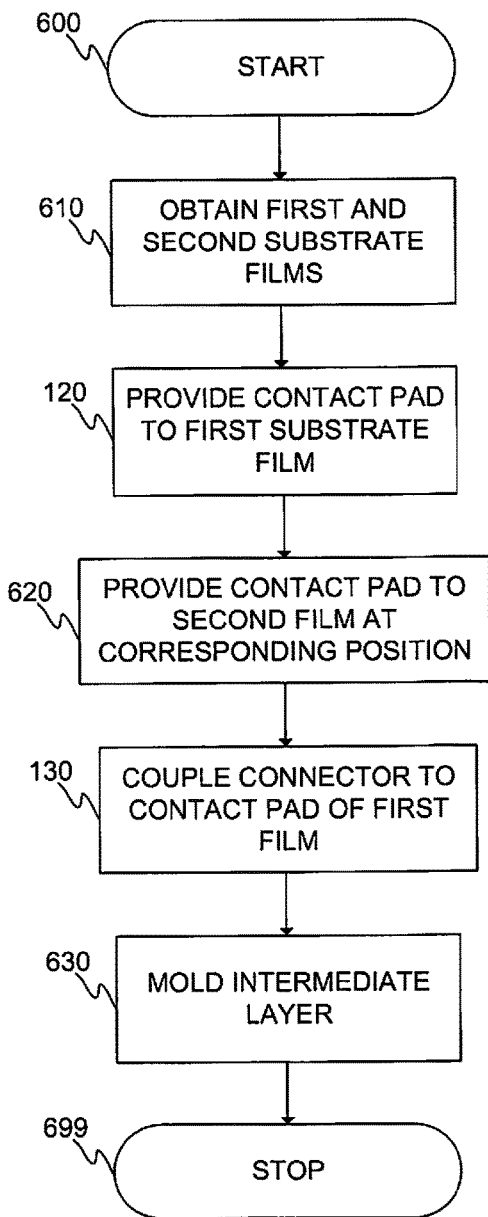 600
START
610
OBTAIN FIRST AND
SECOND SUBSTRATE
FILMS
120
PROVIDE CONTACT PAD
TO FIRST SUBSTRATE
FILM
620
PROVIDE CONTACT PAD TO
SECOND FILM AT
CORRESPONDING POSITION
130
COUPLE CONNECTOR TO
CONTACT PAD OF FIRST
FILM
630
MOLD INTERMEDIATE
LAYER
699
STOP